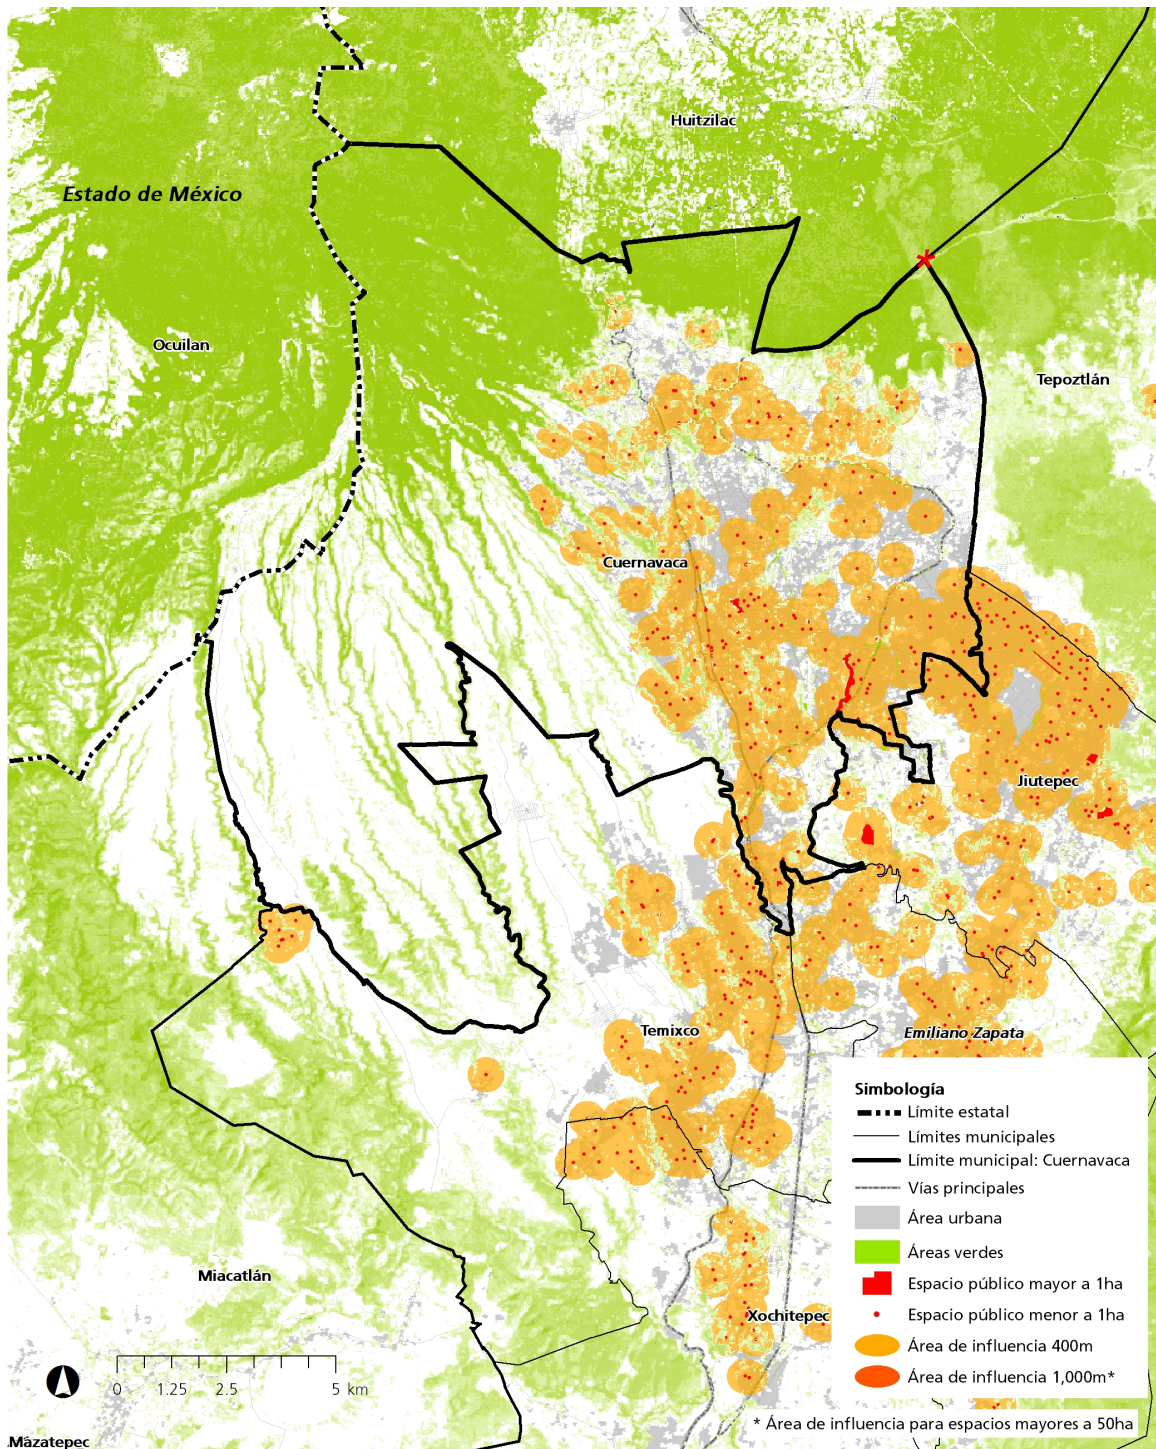 Huitzilac
Estado de México
Ocuilan
Tepoztlán
Cuernavaca
Jiutepec
Temixco
Emiliano Zapata
Miacatlán
Xochitepec
Mázatepec
Simbología
Límite estatal
Límites municipales
Límite municipal: Cuernavaca
Vías principales
Área urbana
Áreas verdes
Espacio público mayor a 1ha
Espacio público menor a 1ha
Área de influencia 400m
Área de influencia 1,000m*
0 1.25 2.5 5 km
* Área de influencia para espacios mayores a 50ha